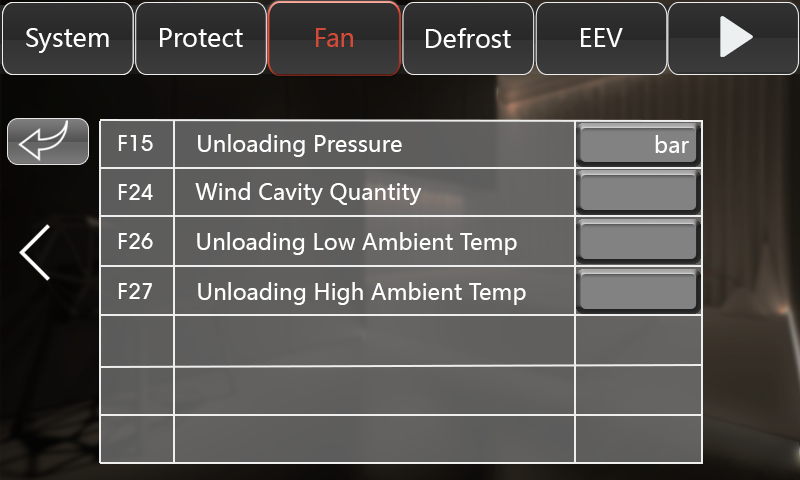 System Protect Fan Defrost EEV
F15 Unloading Pressure bar
F24 Wind Cavity Quantity
F26 Unloading Low Ambient Temp
F27 Unloading High Ambient Temp